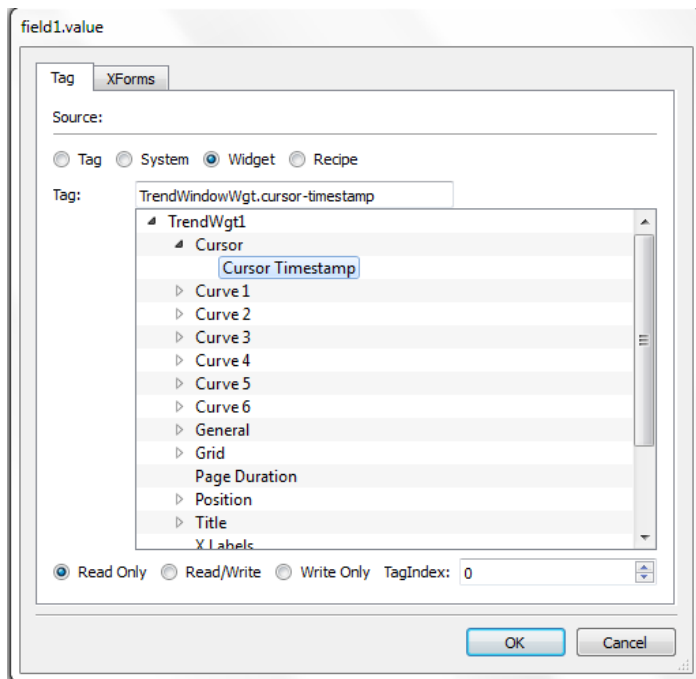 field1.value
Tag XForms
Source:
Tag System Widget Recipe
Tag: TrendWindowWgt.cursor-timestamp
TrendWgt1
Cursor
Cursor Timestamp
Curve 1
Curve 2
Curve 3
Curve 4
Curve 5
Curve 6
General
Grid
Page Duration
Position
Title
X Labels
Read Only Read/Write Write Only TagIndex: 0
OK Cancel